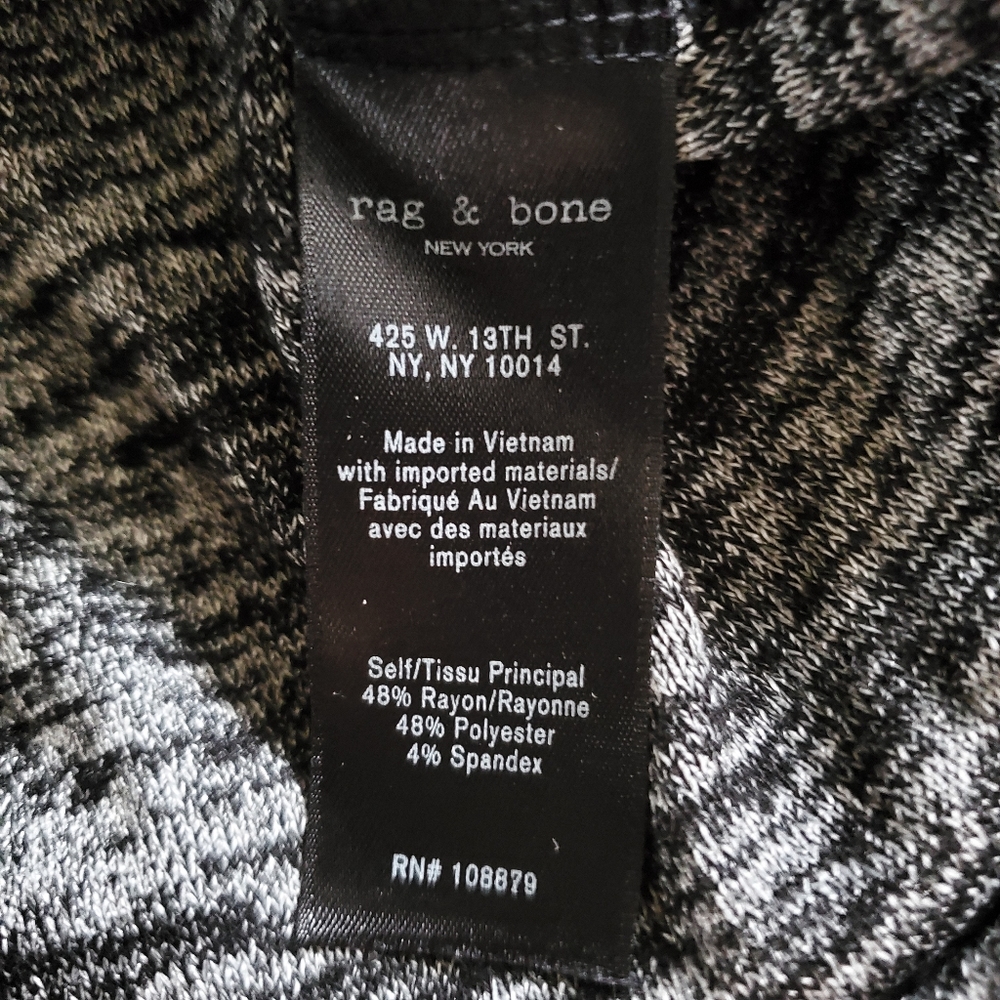 rag & bone
NEW YORK
425 W. 13TH ST.
NY, NY 10014
Made in Vietnam
with imported materials/
Fabriqué Au Vietnam
avec des materiaux
importés
Self/Tissu Principal
48% Rayon/Rayonne
48% Polyester
4% Spandex
RN# 108879